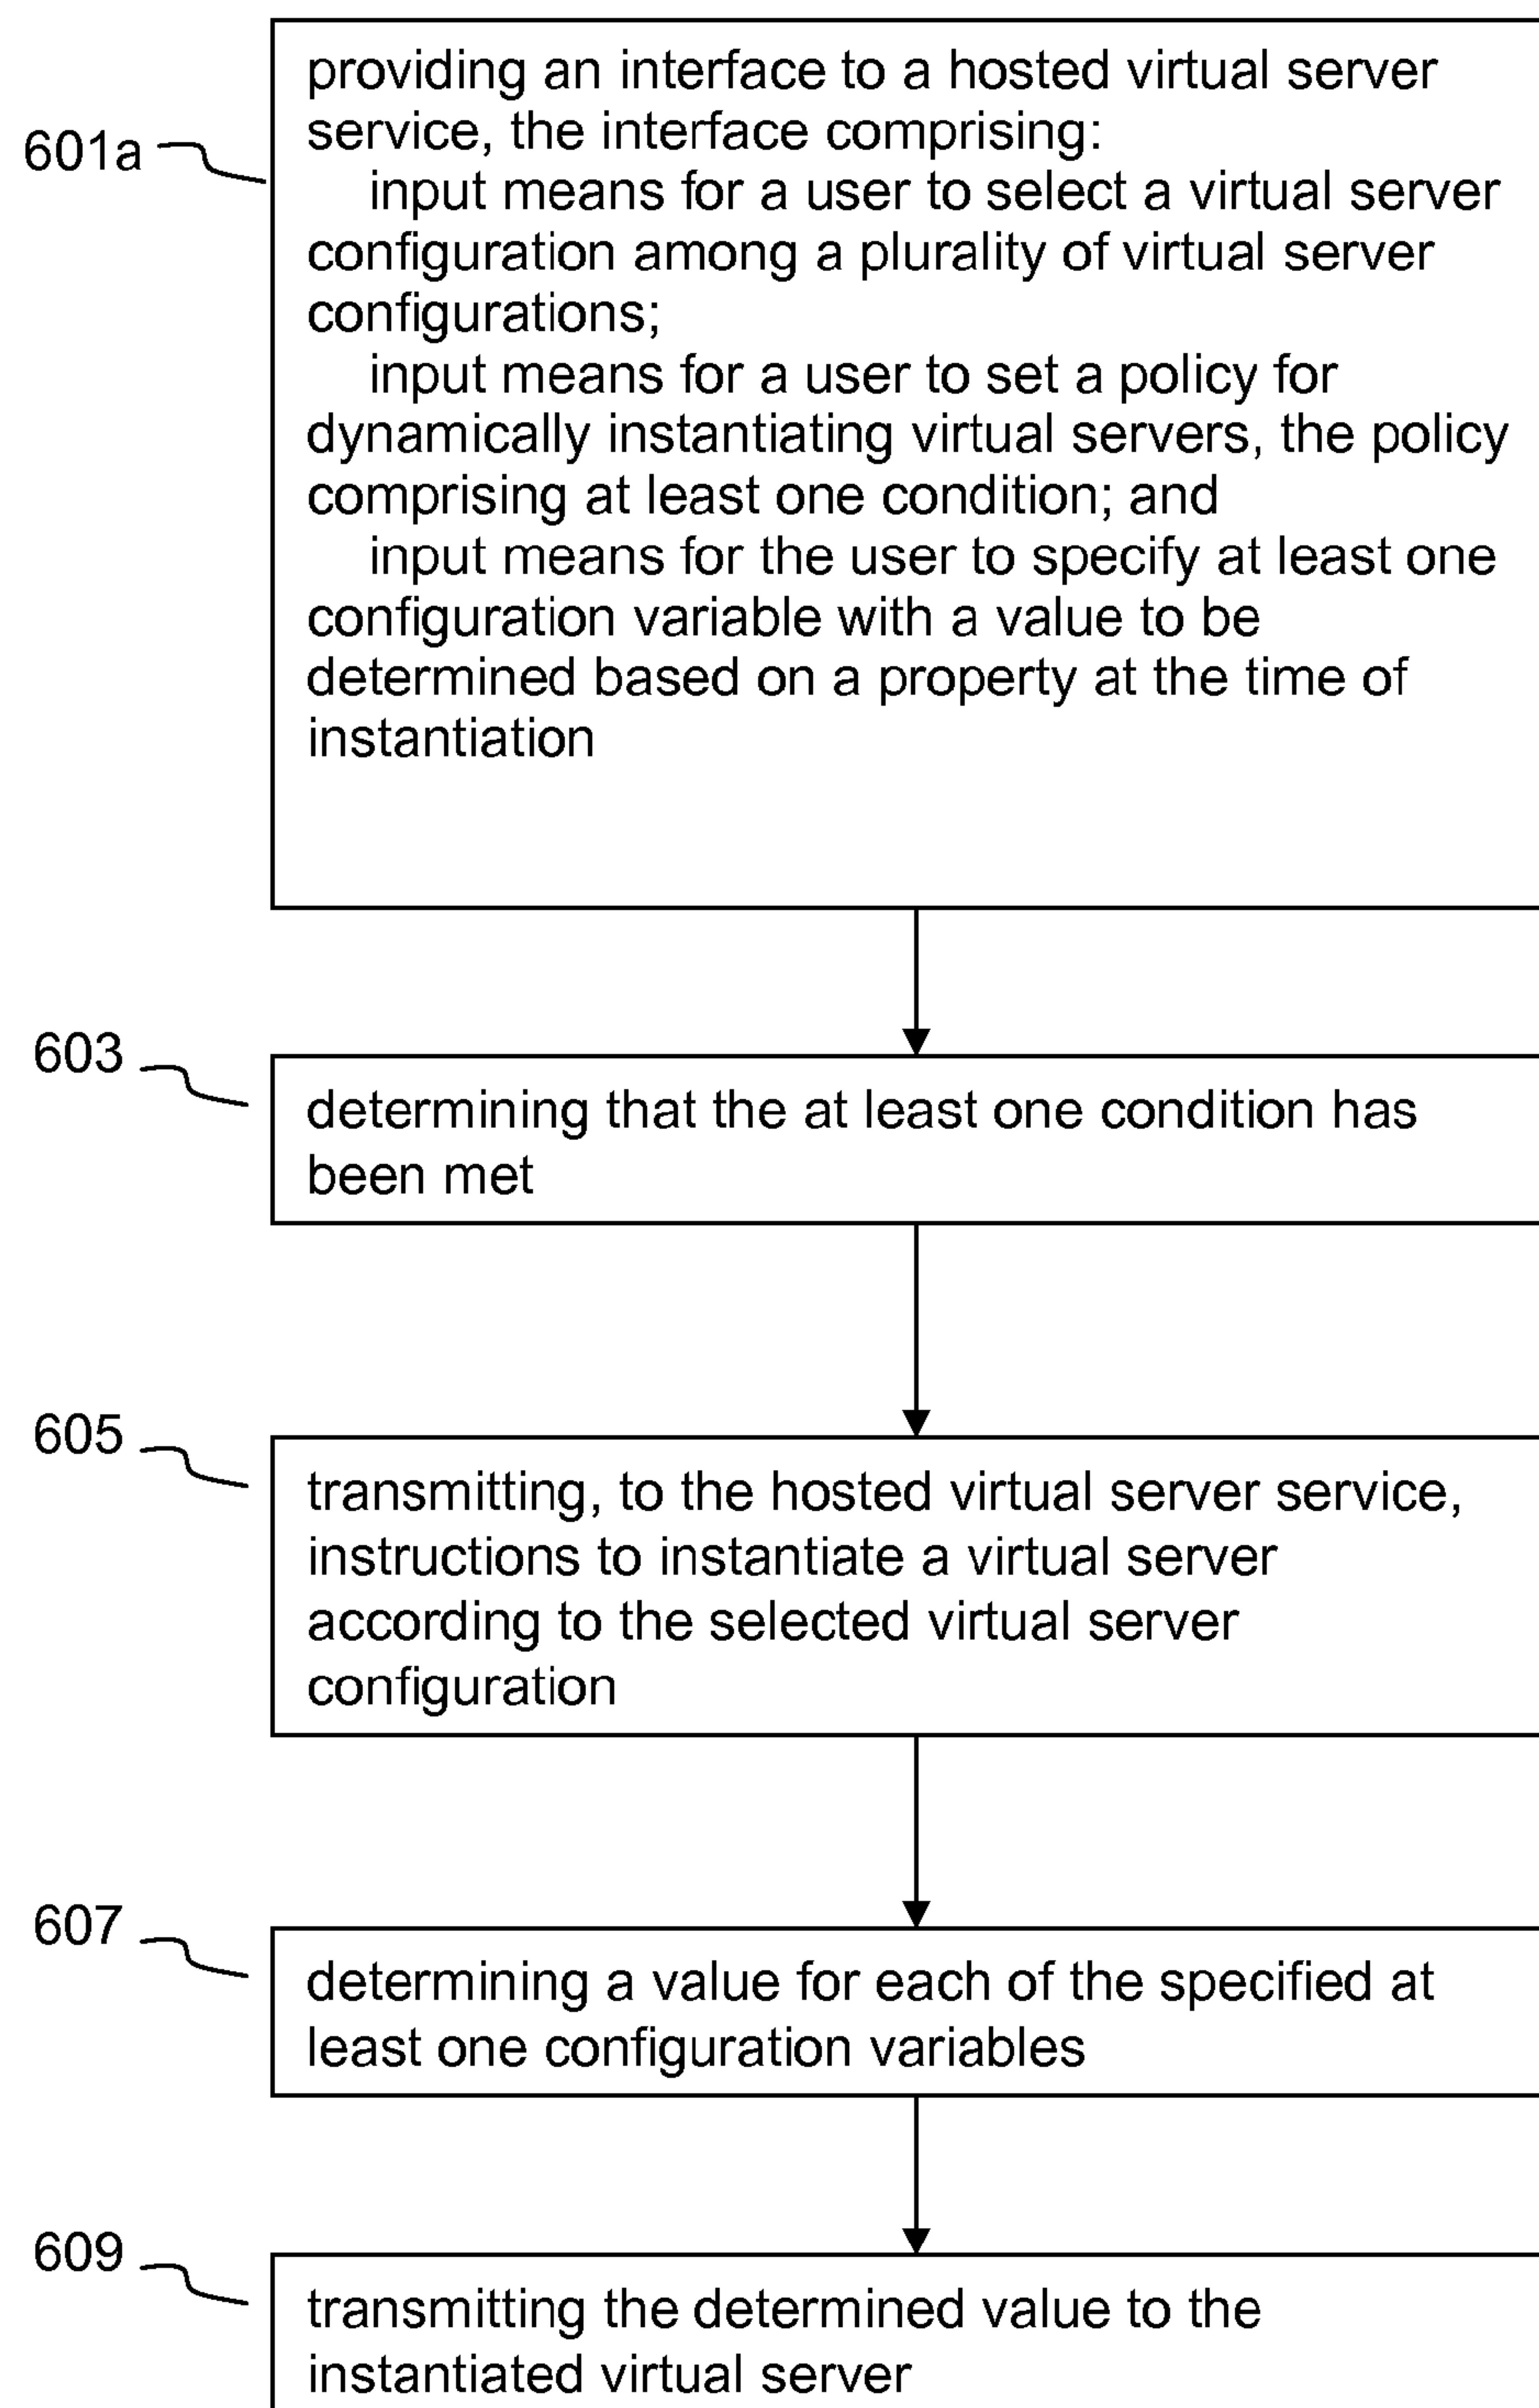 601a
providing an interface to a hosted virtual server
service, the interface comprising:
input means for a user to select a virtual server
configuration among a plurality of virtual server
configurations;
input means for a user to set a policy for
dynamically instantiating virtual servers, the policy
comprising at least one condition; and
input means for the user to specify at least one
configuration variable with a value to be
determined based on a property at the time of
instantiation
603
determining that the at least one condition has
been met
605
transmitting, to the hosted virtual server service,
instructions to instantiate a virtual server
according to the selected virtual server
configuration
607
determining a value for each of the specified at
least one configuration variables
609
transmitting the determined value to the
instantiated virtual server